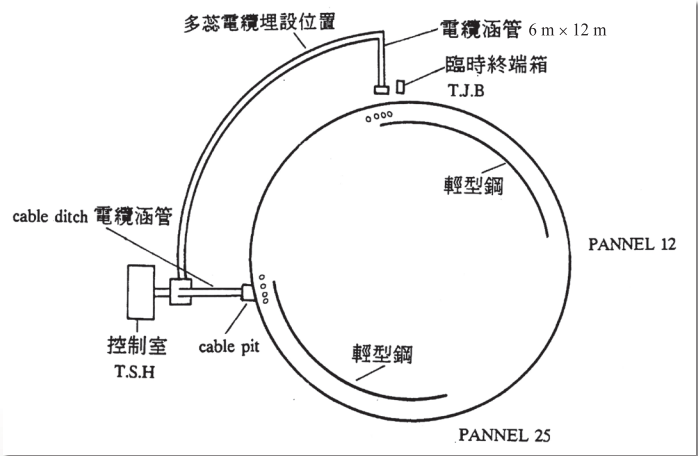 多蕊電纜埋設位置
電纜涵管 6 m × 12 m
臨時終端箱
T.J.B
輕型鋼
cable ditch 電纜涵管
PANNEL 12
控制室
T.S.H
cable pit
輕型鋼
PANNEL 25